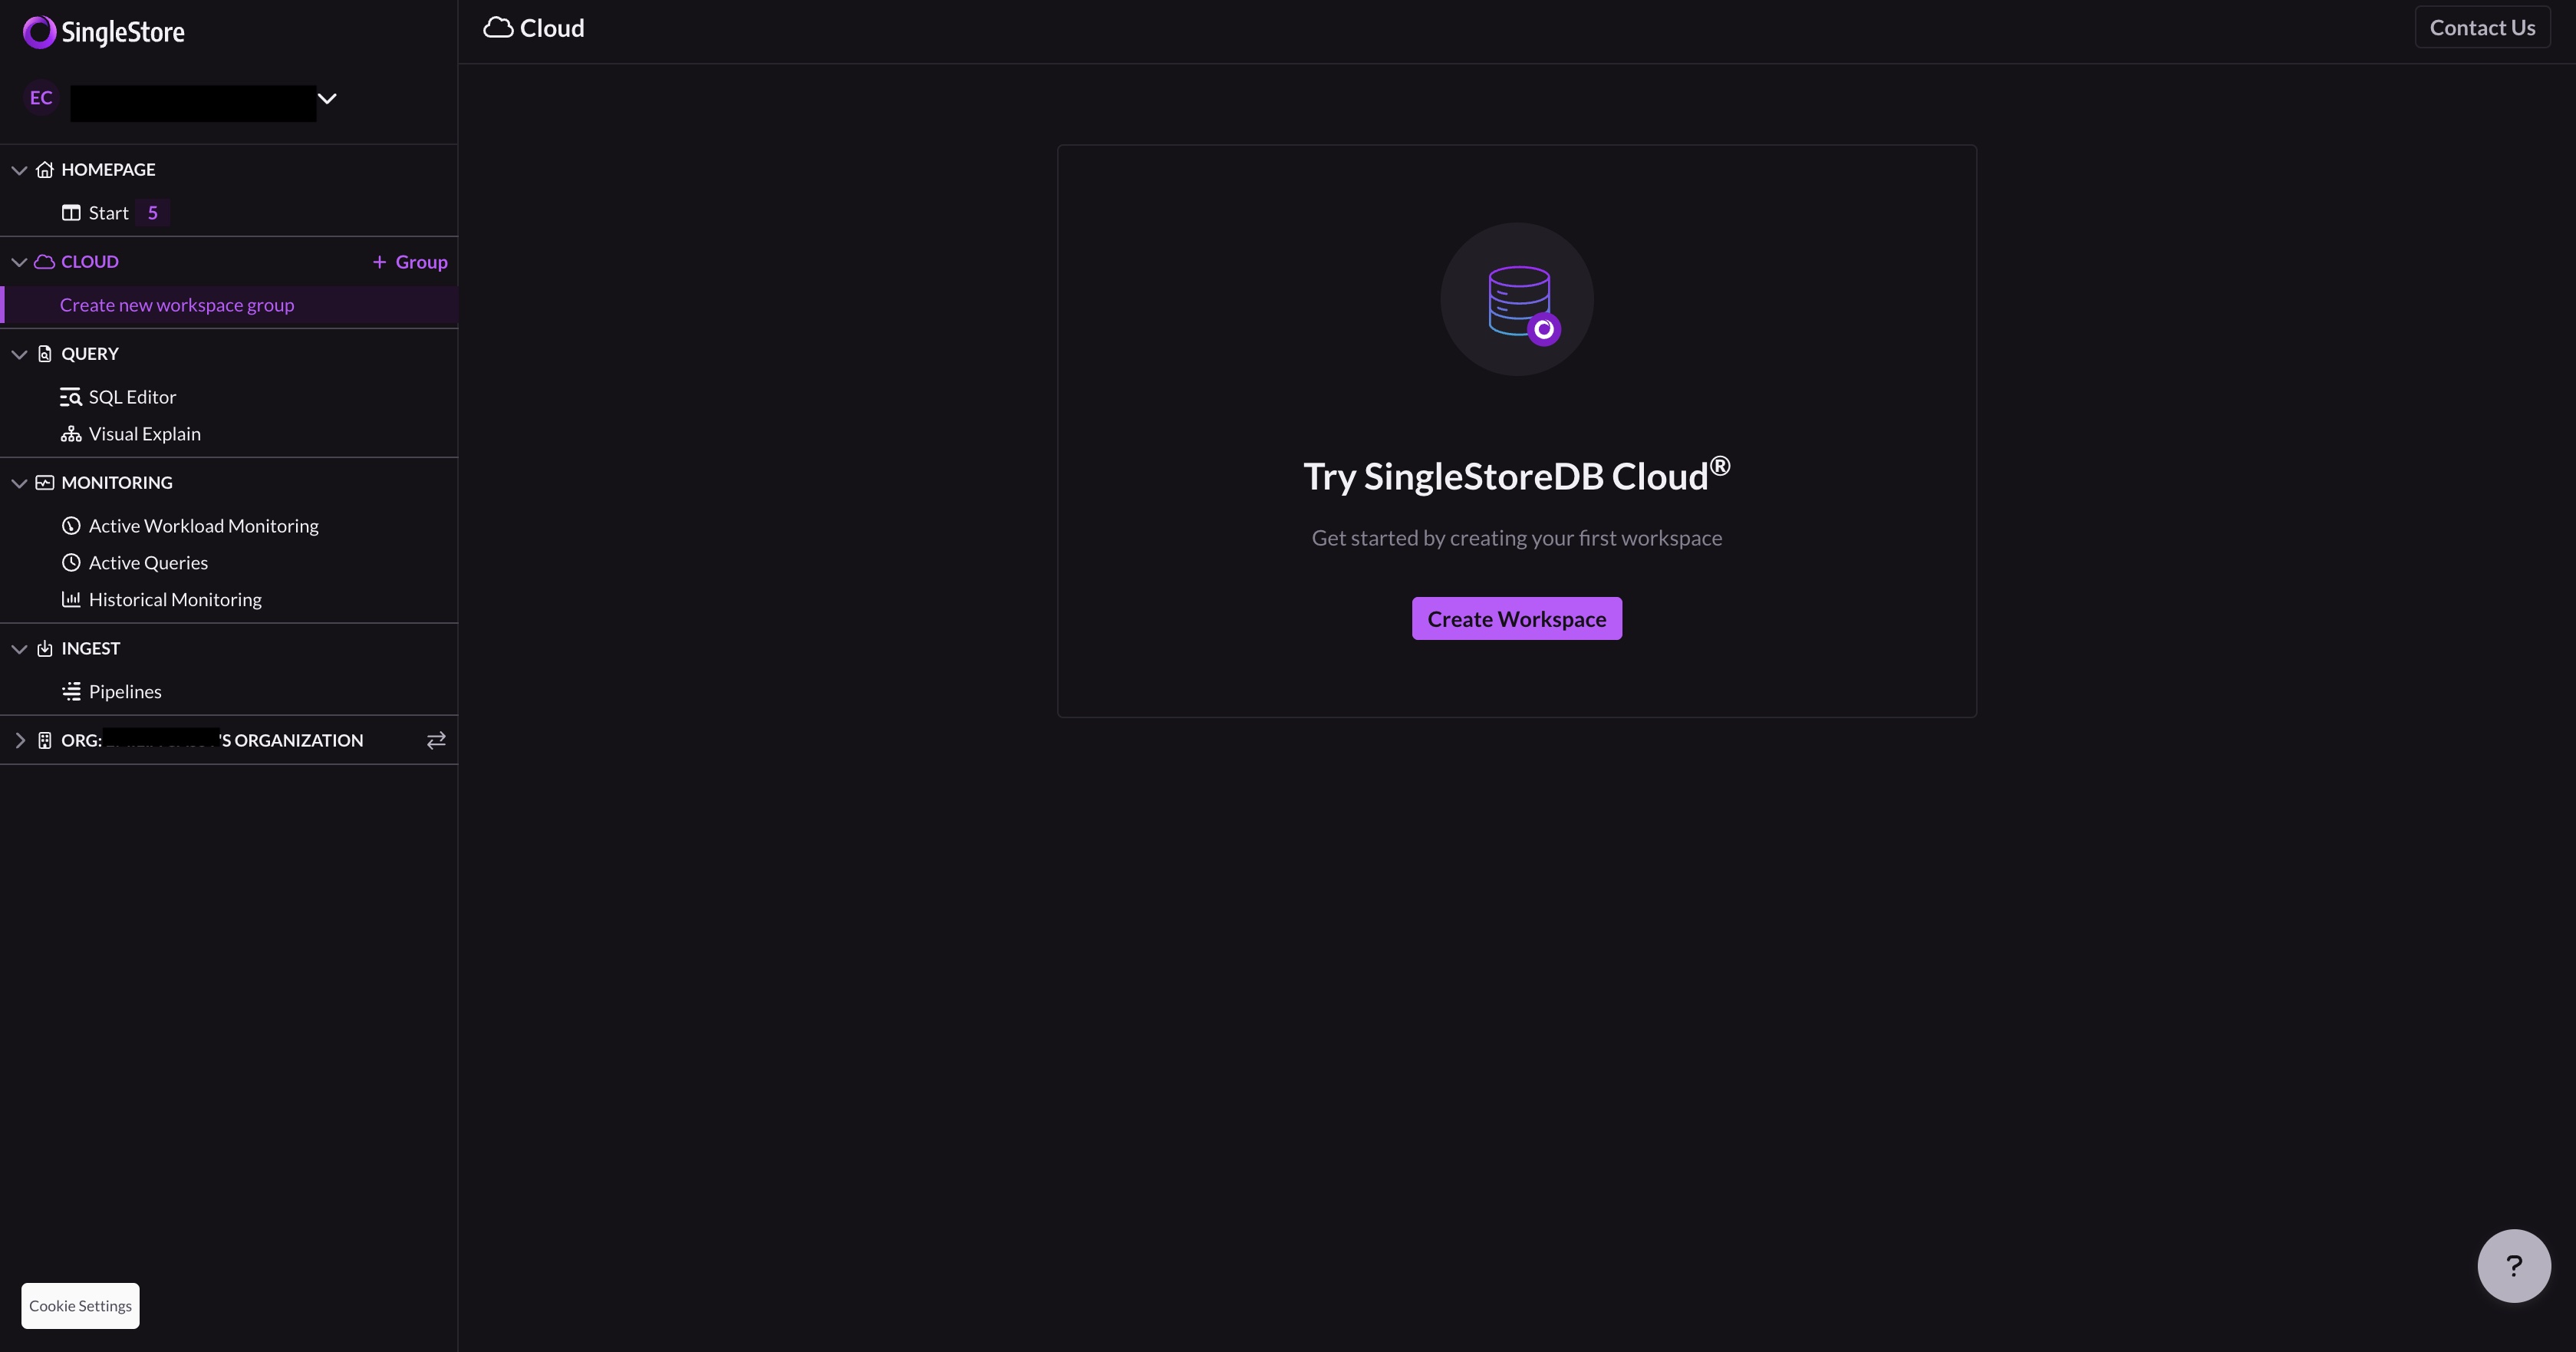 SingleStore
EC
HOMEPAGE
Start 5
CLOUD + Group
Create new workspace group
QUERY
SQL Editor
Visual Explain
MONITORING
Active Workload Monitoring
Active Queries
Historical Monitoring
INGEST
Pipelines
ORG: 'S ORGANIZATION
Cookie Settings
Cloud
Contact Us
Try SingleStoreDB Cloud®
Get started by creating your first workspace
Create Workspace
?